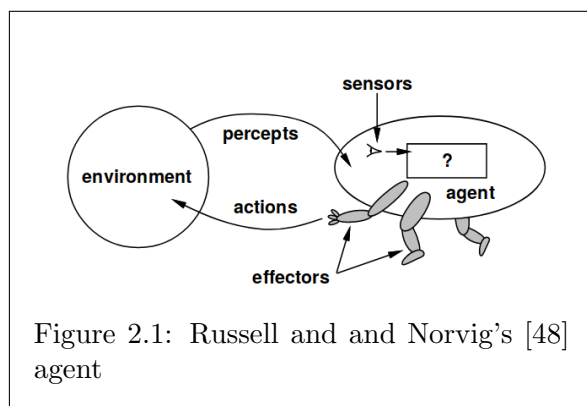 sensors
percepts
environment
?
agent
actions
effectors
Figure 2.1: Russell and and Norvig's [48]
agent